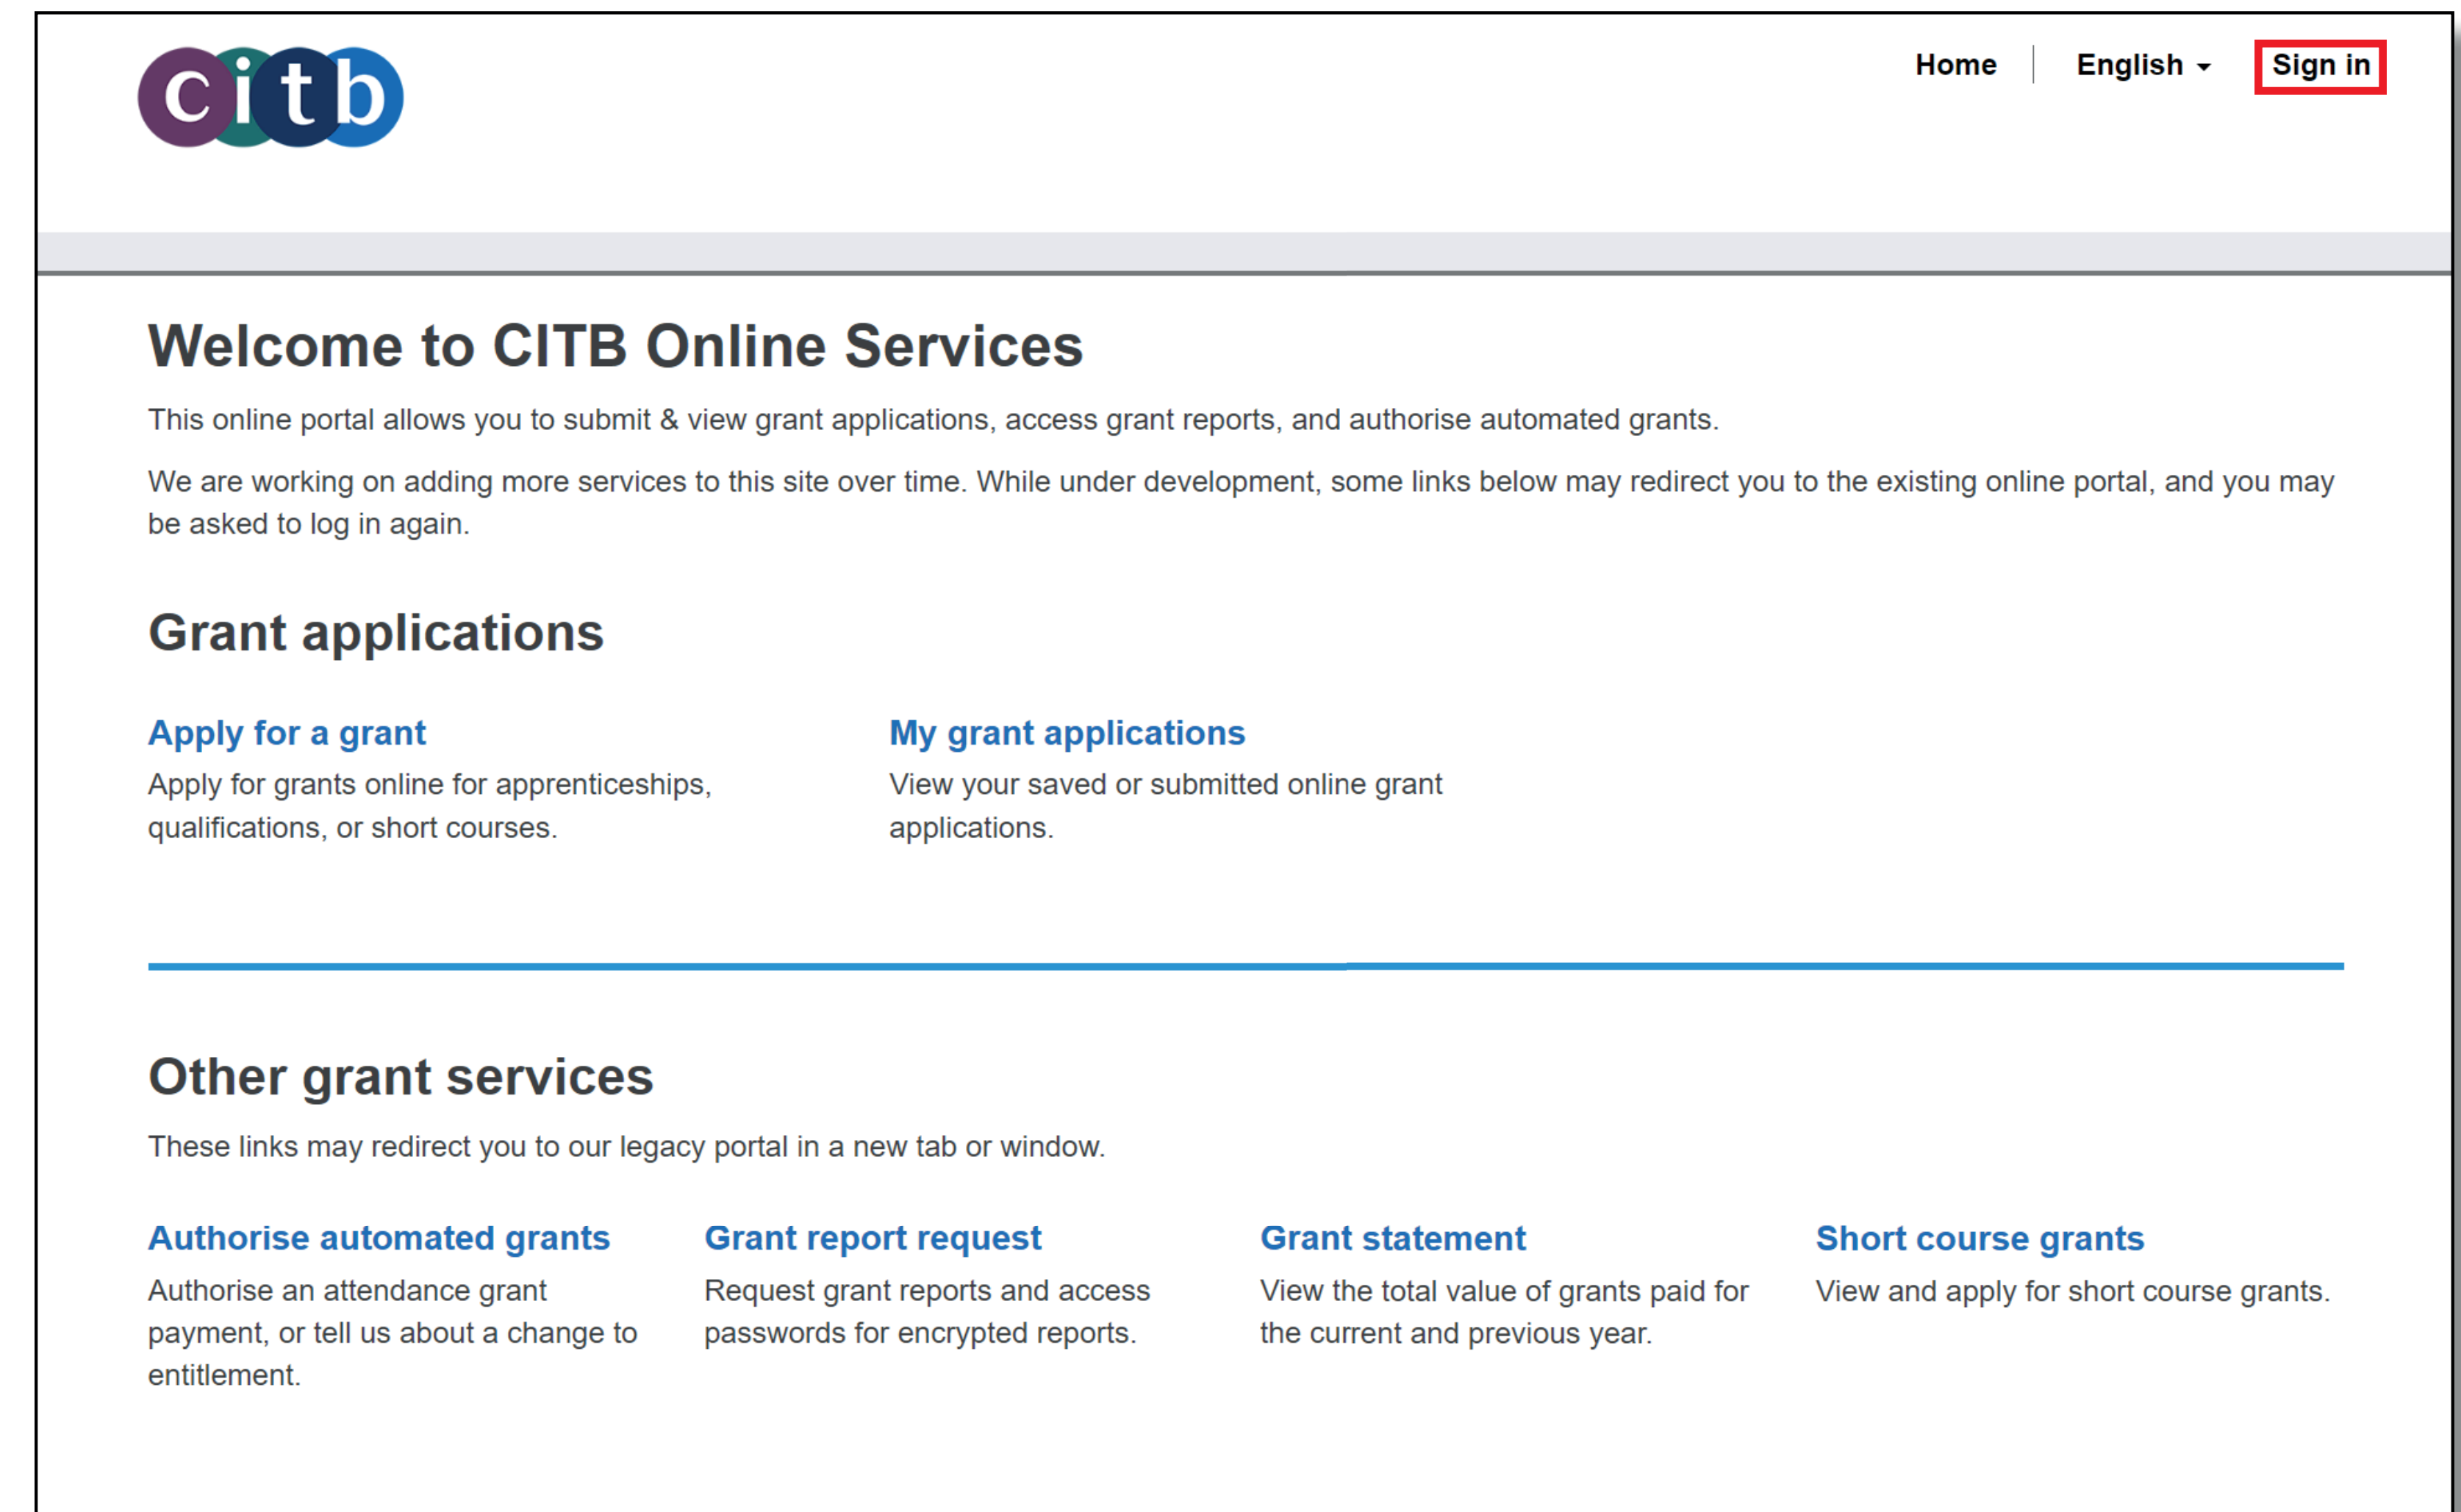 citb
Home
English
Sign in
Welcome to CITB Online Services
This online portal allows you to submit & view grant applications, access grant reports, and authorise automated grants.
We are working on adding more services to this site over time. While under development, some links below may redirect you to the existing online portal, and you may
be asked to log in again.
Grant applications
Apply for a grant
Apply for grants online for apprenticeships,
qualifications, or short courses.
My grant applications
View your saved or submitted online grant
applications.
Other grant services
These links may redirect you to our legacy portal in a new tab or window.
Authorise automated grants
Authorise an attendance grant
payment, or tell us about a change to
entitlement.
Grant report request
Request grant reports and access
passwords for encrypted reports.
Grant statement
View the total value of grants paid for
the current and previous year.
Short course grants
View and apply for short course grants.